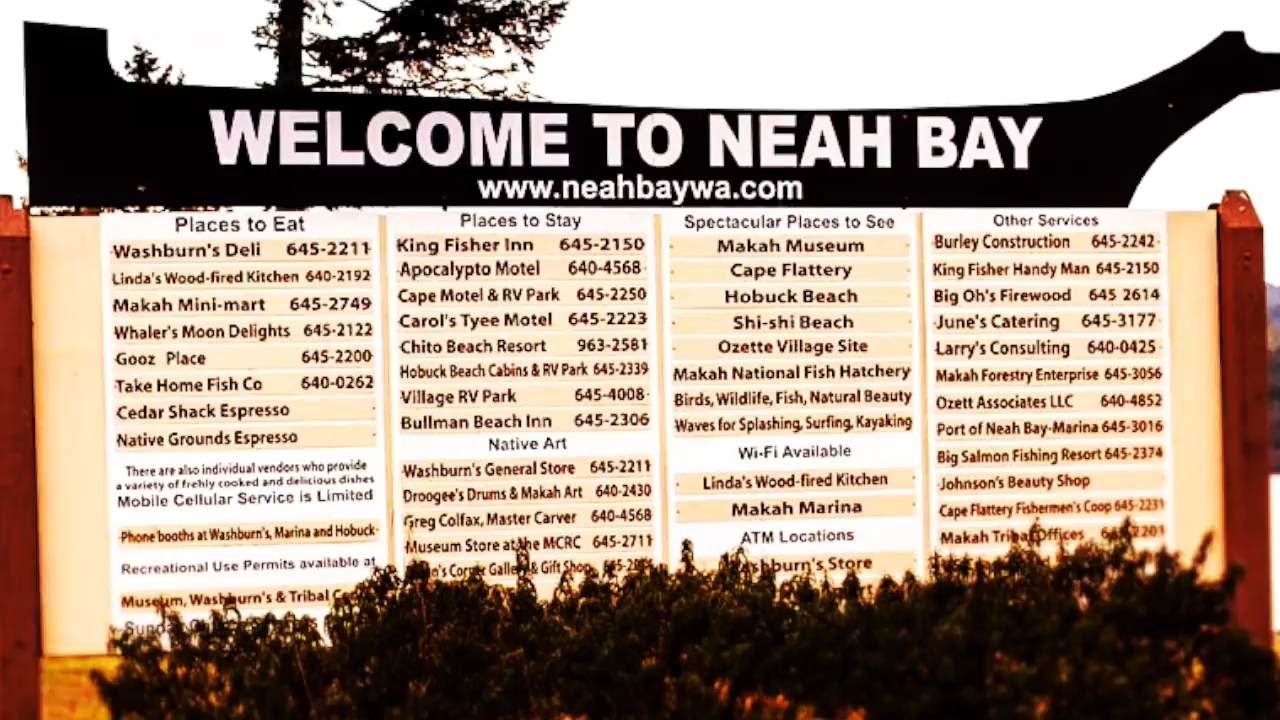 WELCOME TO NEAH BAY
www.neahbaywa.com
Places to Eat
Washburn's Deli 645-2211
Linda's Wood-fired Kitchen 640-2192
Makah Mini-mart 645-2749
Whaler's Moon Delights 645-2122
Gooz Place 645-2200
Take Home Fish Co 640-0262
Cedar Shack Espresso
Native Grounds Espresso
There are also individual vendors who provide
a variety of frehly cooked and delicious dishes
Mobile Cellular Service is Limited
Phone booths at Washburn's, Marina and Hobuck
Recreational Use Permits available at
Museum, Washburn's & Tribal
Places to Stay
King Fisher Inn 645-2150
Apocalypto Motel 640-4568
Cape Motel & RV Park 645-2250
Carol's Tyee Motel 645-2223
Chito Beach Resort 963-2581
Hobuck Beach Cabins & RV Park 645-2339
Village RV Park 645-4008
Bullman Beach Inn 645-2306
Native Art
Washburn's General Store 645-2211
Droogee's Drums & Makah Art 640-2430
Greg Colfax, Master Carver 640-4568
Museum Store at the MCRC 645-2711
Corner Gallery & Gift Shop
Spectacular Places to See
Makah Museum
Cape Flattery
Hobuck Beach
Shi-shi Beach
Ozette Village Site
Makah National Fish Hatchery
Birds, Wildlife, Fish, Natural Beauty
Waves for Splashing, Surfing, Kayaking
Wi-Fi Available
Linda's Wood-fired Kitchen
Makah Marina
ATM Locations
Washburn's Store
Other Services
Burley Construction 645-2242
King Fisher Handy Man 645-2150
Big Oh's Firewood 645 2614
June's Catering 645-3177
Larry's Consulting 640-0425
Makah Forestry Enterprise 645-3056
Ozett Associates LLC 640-4852
Port of Neah Bay-Marina 645-3016
Big Salmon Fishing Resort 645-2374
Johnson's Beauty Shop
Cape Flattery Fishermen's Coop 645-2231
Makah Tribal Offices 645-2201